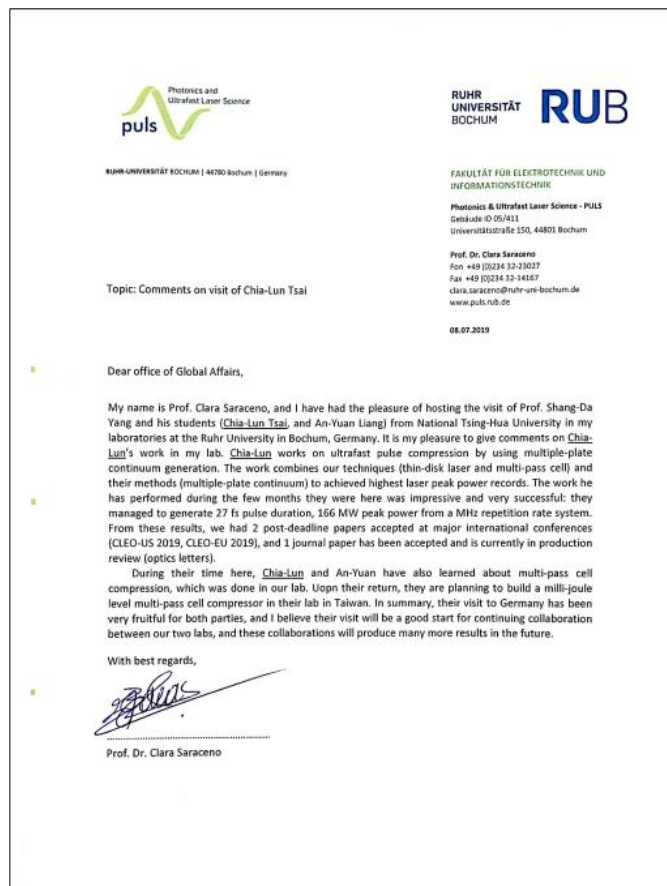 Photonics and
Ultrafast Laser Science
puls
RUHR
UNIVERSITÄT
BOCHUM
RUB
RUHR-UNIVERSITÄT BOCHUM | 44780 Bochum | Germany
FAKULTÄT FÜR ELEKTROTECHNIK UND
INFORMATIONSTECHNIK
Photonics & Ultrafast Laser Science - PULS
Gebäude ID 05/411
Universitätsstraße 150, 44801 Bochum
Prof. Dr. Clara Saraceno
Fon +49 (0)234 32-23027
Fax +49 (0)234 32-14167
clara.saraceno@ruhr-uni-bochum.de
www.puls.rub.de
08.07.2019
Topic: Comments on visit of Chia-Lun Tsai
Dear office of Global Affairs,
My name is Prof. Clara Saraceno, and I have had the pleasure of hosting the visit of Prof. Shang-Da
Yang and his students (Chia-Lun Tsai, and An-Yuan Liang) from National Tsing-Hua University in my
laboratories at the Ruhr University in Bochum, Germany. It is my pleasure to give comments on Chia-
Lun's work in my lab. Chia-Lun works on ultrafast pulse compression by using multiple-plate
continuum generation. The work combines our techniques (thin-disk laser and multi-pass cell) and
their methods (multiple-plate continuum) to achieved highest laser peak power records. The work he
has performed during the few months they were here was impressive and very successful: they
managed to generate 27 fs pulse duration, 166 MW peak power from a MHz repetition rate system.
From these results, we had 2 post-deadline papers accepted at major international conferences
(CLEO-US 2019, CLEO-EU 2019), and 1 journal paper has been accepted and is currently in production
review (optics letters).
During their time here, Chia-Lun and An-Yuan have also learned about multi-pass cell
compression, which was done in our lab. Uopn their return, they are planning to build a milli-joule
level multi-pass cell compressor in their lab in Taiwan. In summary, their visit to Germany has been
very fruitful for both parties, and I believe their visit will be a good start for continuing collaboration
between our two labs, and these collaborations will produce many more results in the future.
With best regards,
Prof. Dr. Clara Saraceno